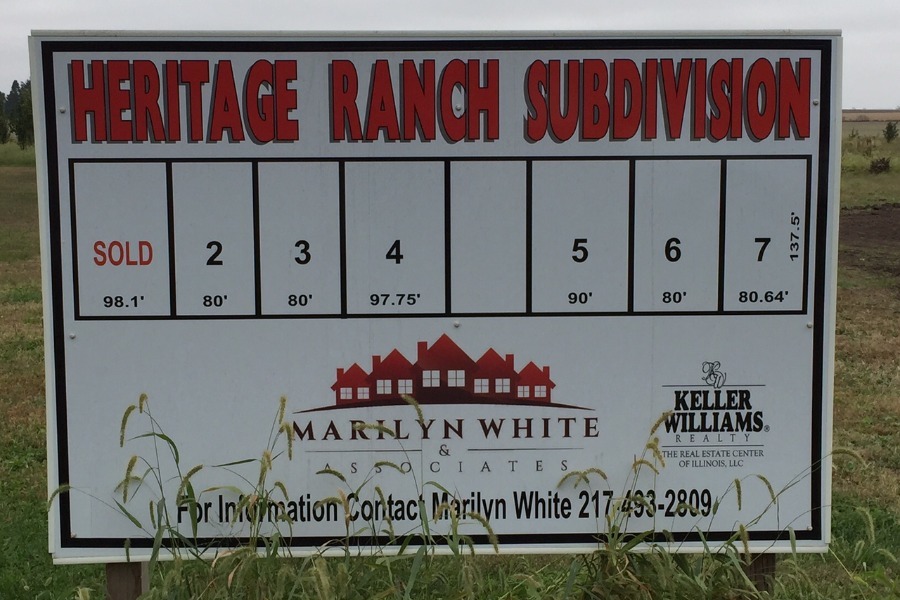 HERITAGE RANCH SUBDIVISION
SOLD 2 3 4 5 6 7 137.5'
98.1' 80' 80' 97.75' 90' 80' 80.64'
MARILYN WHITE
&
ASSOCIATES
KW
KELLER
WILLIAMS®
REALTY
THE REAL ESTATE CENTER
OF ILLINOIS, LLC
For Information Contact Marilyn White 217-493-2809